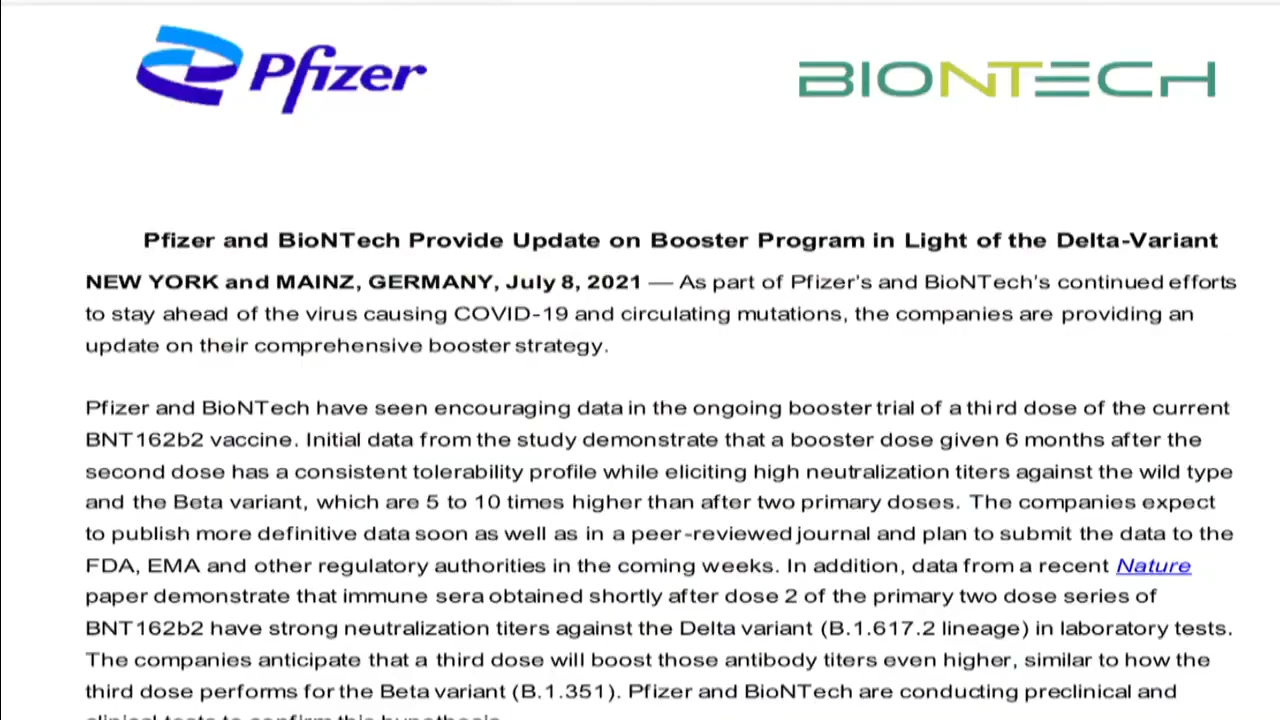 Pfizer
BIONTECH
Pfizer and BioNTech Provide Update on Booster Program in Light of the Delta-Variant
NEW YORK and MAINZ, GERMANY, July 8, 2021 — As part of Pfizer's and BioNTech's continued efforts
to stay ahead of the virus causing COVID-19 and circulating mutations, the companies are providing an
update on their comprehensive booster strategy.
Pfizer and BioNTech have seen encouraging data in the ongoing booster trial of a third dose of the current
BNT162b2 vaccine. Initial data from the study demonstrate that a booster dose given 6 months after the
second dose has a consistent tolerability profile while eliciting high neutralization titers against the wild type
and the Beta variant, which are 5 to 10 times higher than after two primary doses. The companies expect
to publish more definitive data soon as well as in a peer-reviewed journal and plan to submit the data to the
FDA, EMA and other regulatory authorities in the coming weeks. In addition, data from a recent Nature
paper demonstrate that immune sera obtained shortly after dose 2 of the primary two dose series of
BNT162b2 have strong neutralization titers against the Delta variant (B.1.617.2 lineage) in laboratory tests.
The companies anticipate that a third dose will boost those antibody titers even higher, similar to how the
third dose performs for the Beta variant (B.1.351). Pfizer and BioNTech are conducting preclinical and
clinical tests to confirm this hypothesis.